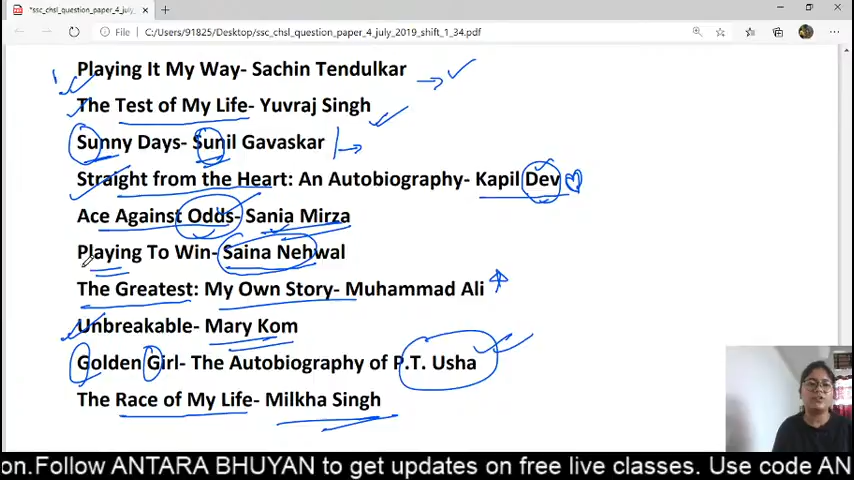 *ssc_chsl_question_paper_4_july_2019_shift_1_34.pdf
File
C:/Users/91825/Desktop/ssc_chsl_question_paper_4_july_2019_shift_1_34.pdf
Playing It My Way- Sachin Tendulkar
The Test of My Life- Yuvraj Singh
Sunny Days- Sunil Gavaskar
Straight from the Heart: An Autobiography- Kapil Dev
Ace Against Odds- Sania Mirza
Playing To Win- Saina Nehwal
The Greatest: My Own Story- Muhammad Ali
Unbreakable- Mary Kom
Golden Girl- The Autobiography of P.T. Usha
The Race of My Life- Milkha Singh
on.Follow ANTARA BHUYAN to get updates on free live classes. Use code AN